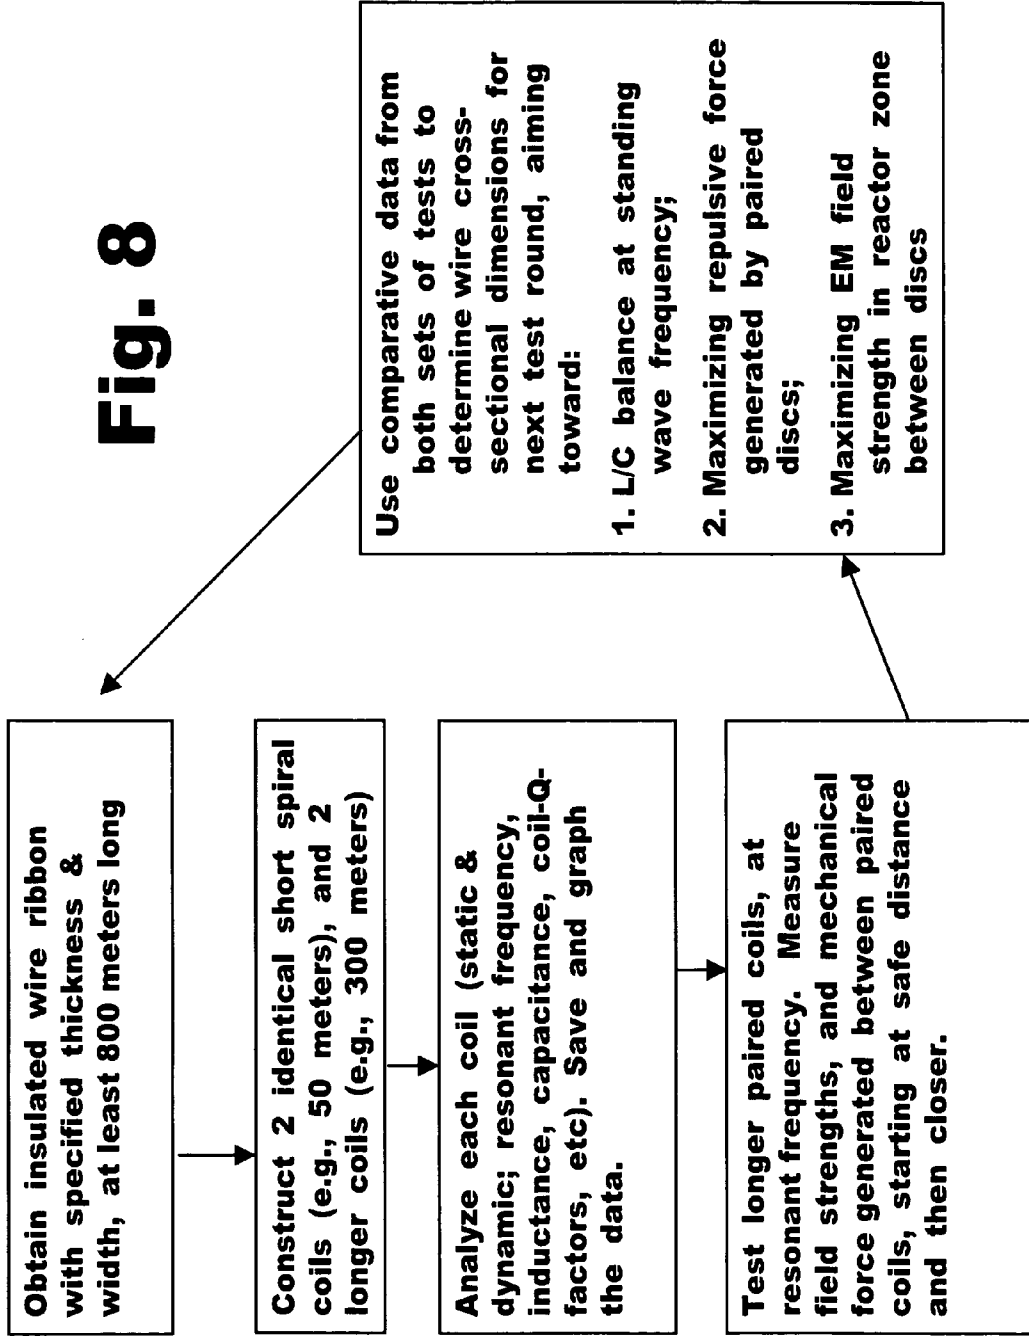 Fig. 8
Obtain insulated wire ribbon
with specified thickness &
width, at least 800 meters long
Construct 2 identical short spiral
coils (e.g., 50 meters), and 2
longer coils (e.g., 300 meters)
Analyze each coil (static &
dynamic; resonant frequency,
inductance, capacitance, coil-Q-
factors, etc). Save and graph
the data.
Test longer paired coils, at
resonant frequency. Measure
field strengths, and mechanical
force generated between paired
coils, starting at safe distance
and then closer.
Use comparative data from
both sets of tests to
determine wire cross-
sectional dimensions for
next test round, aiming
toward:
1. L/C balance at standing
wave frequency;
2. Maximizing repulsive force
generated by paired
discs;
3. Maximizing EM field
strength in reactor zone
between discs